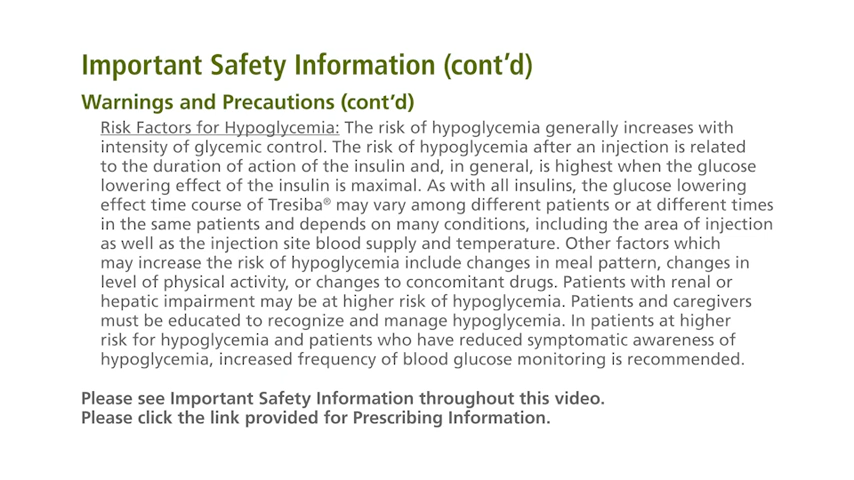 Important Safety Information (cont’d)
Warnings and Precautions (cont’d)
Risk Factors for Hypoglycemia: The risk of hypoglycemia generally increases with
intensity of glycemic control. The risk of hypoglycemia after an injection is related
to the duration of action of the insulin and, in general, is highest when the glucose
lowering effect of the insulin is maximal. As with all insulins, the glucose lowering
effect time course of Tresiba® may vary among different patients or at different times
in the same patients and depends on many conditions, including the area of injection
as well as the injection site blood supply and temperature. Other factors which
may increase the risk of hypoglycemia include changes in meal pattern, changes in
level of physical activity, or changes to concomitant drugs. Patients with renal or
hepatic impairment may be at higher risk of hypoglycemia. Patients and caregivers
must be educated to recognize and manage hypoglycemia. In patients at higher
risk for hypoglycemia and patients who have reduced symptomatic awareness of
hypoglycemia, increased frequency of blood glucose monitoring is recommended.
Please see Important Safety Information throughout this video.
Please click the link provided for Prescribing Information.